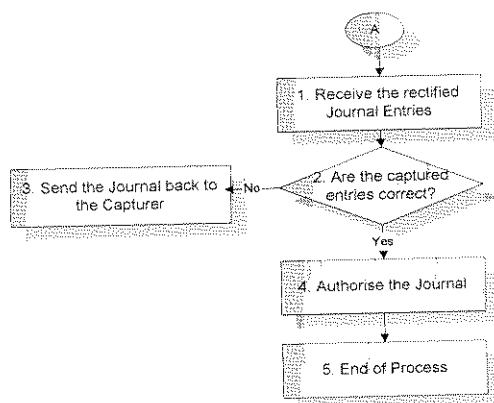 A
1. Receive the rectified
Journal Entries
2. Are the captured
entries correct?
No
3. Send the Journal back to
the Capturer
Yes
4. Authorise the Journal
5. End of Process